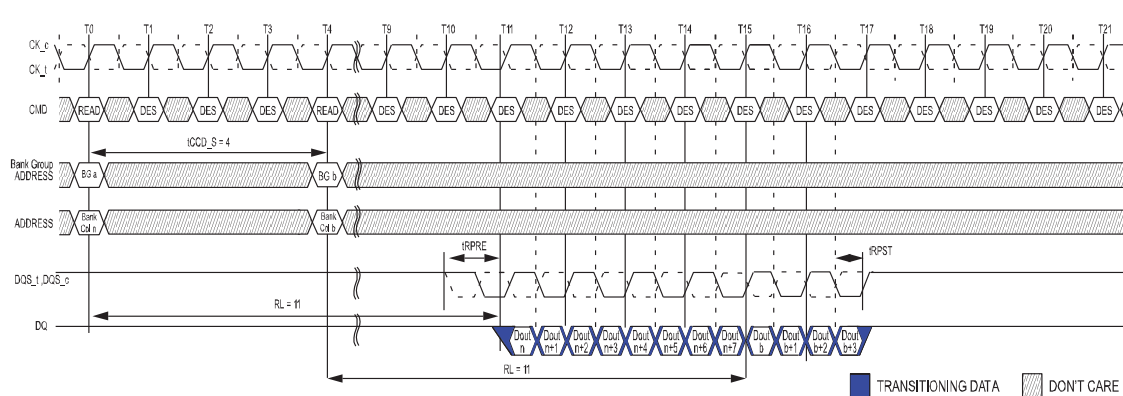 T0 T1 T2 T3 T4 T9 T10 T11 T12 T13 T14 T15 T16 T17 T18 T19 T20 T21
CK_c
CK_t
CMD READ DES DES DES READ DES DES DES DES DES DES DES DES DES DES DES DES DES
tCCD_S = 4
Bank Group
ADDRESS
BG a BG b
ADDRESS
Bank
Col n
Bank
Col b
tRPRE tRPST
DQS_t ,DQS_c
RL = 11
DQ
Dout
n
Dout
n+1
Dout
n+2
Dout
n+3
Dout
n+4
Dout
n+5
Dout
n+6
Dout
n+7
Dout
b
Dout
b+1
Dout
b+2
Dout
b+3
RL = 11
TRANSITIONING DATA DON'T CARE